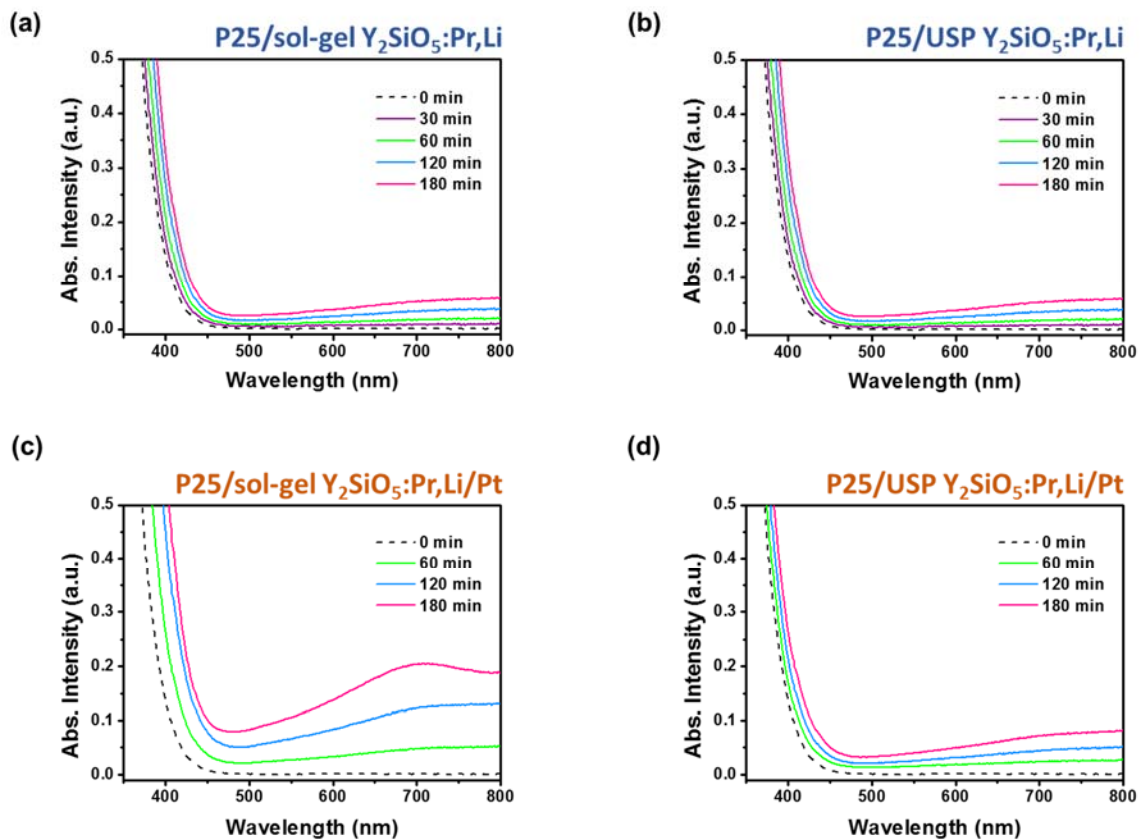 (a)
P25/sol-gel Y₂SiO₅:Pr,Li
0.5
0.4
0.3
0.2
0.1
0.0
Abs. Intensity (a.u.)
0 min
30 min
60 min
120 min
180 min
400 500 600 700 800
Wavelength (nm)
(b)
P25/USP Y₂SiO₅:Pr,Li
0.5
0.4
0.3
0.2
0.1
0.0
Abs. Intensity (a.u.)
0 min
30 min
60 min
120 min
180 min
400 500 600 700 800
Wavelength (nm)
(c)
P25/sol-gel Y₂SiO₅:Pr,Li/Pt
0.5
0.4
0.3
0.2
0.1
0.0
Abs. Intensity (a.u.)
0 min
60 min
120 min
180 min
400 500 600 700 800
Wavelength (nm)
(d)
P25/USP Y₂SiO₅:Pr,Li/Pt
0.5
0.4
0.3
0.2
0.1
0.0
Abs. Intensity (a.u.)
0 min
60 min
120 min
180 min
400 500 600 700 800
Wavelength (nm)